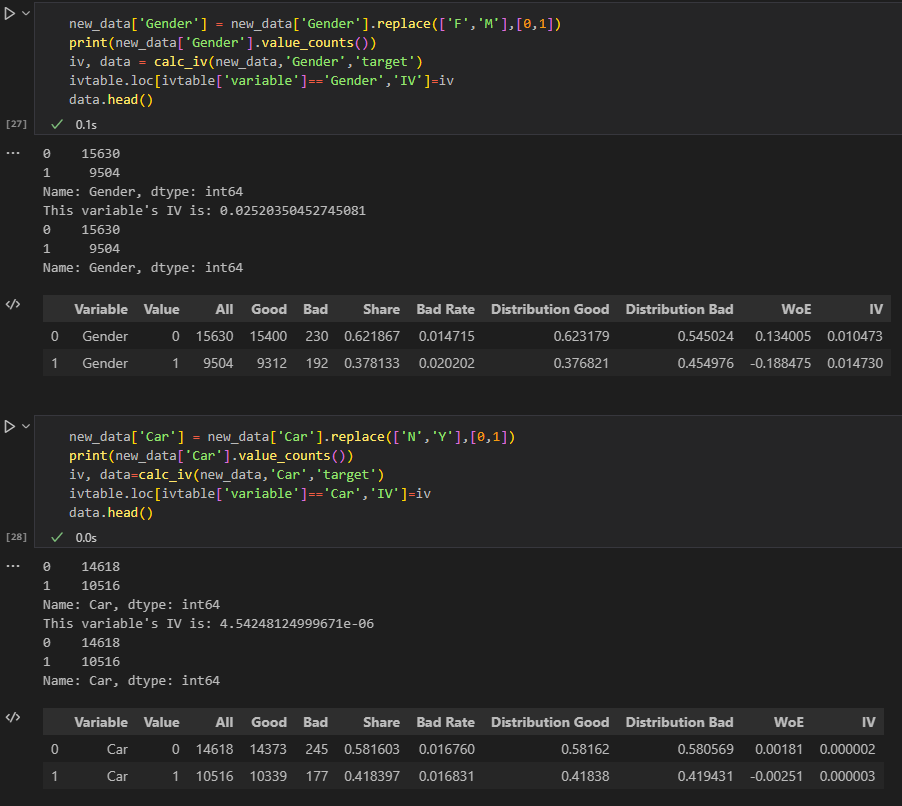 new_data['Gender'] = new_data['Gender'].replace(['F','M'],[0,1])
print(new_data['Gender'].value_counts())
iv, data = calc_iv(new_data,'Gender','target')
ivtable.loc[ivtable['variable']=='Gender','IV']=iv
data.head()
[27] ✓ 0.1s
... 0 15630
1 9504
Name: Gender, dtype: int64
This variable's IV is: 0.02520350452745081
0 15630
1 9504
Name: Gender, dtype: int64
</> Variable Value All Good Bad Share Bad Rate Distribution Good Distribution Bad WoE IV
0 Gender 0 15630 15400 230 0.621867 0.014715 0.623179 0.545024 0.134005 0.010473
1 Gender 1 9504 9312 192 0.378133 0.020202 0.376821 0.454976 -0.188475 0.014730
new_data['Car'] = new_data['Car'].replace(['N','Y'],[0,1])
print(new_data['Car'].value_counts())
iv, data=calc_iv(new_data,'Car','target')
ivtable.loc[ivtable['variable']=='Car','IV']=iv
data.head()
[28] ✓ 0.0s
... 0 14618
1 10516
Name: Car, dtype: int64
This variable's IV is: 4.54248124999671e-06
0 14618
1 10516
Name: Car, dtype: int64
</> Variable Value All Good Bad Share Bad Rate Distribution Good Distribution Bad WoE IV
0 Car 0 14618 14373 245 0.581603 0.016760 0.58162 0.580569 0.00181 0.000002
1 Car 1 10516 10339 177 0.418397 0.016831 0.41838 0.419431 -0.00251 0.000003